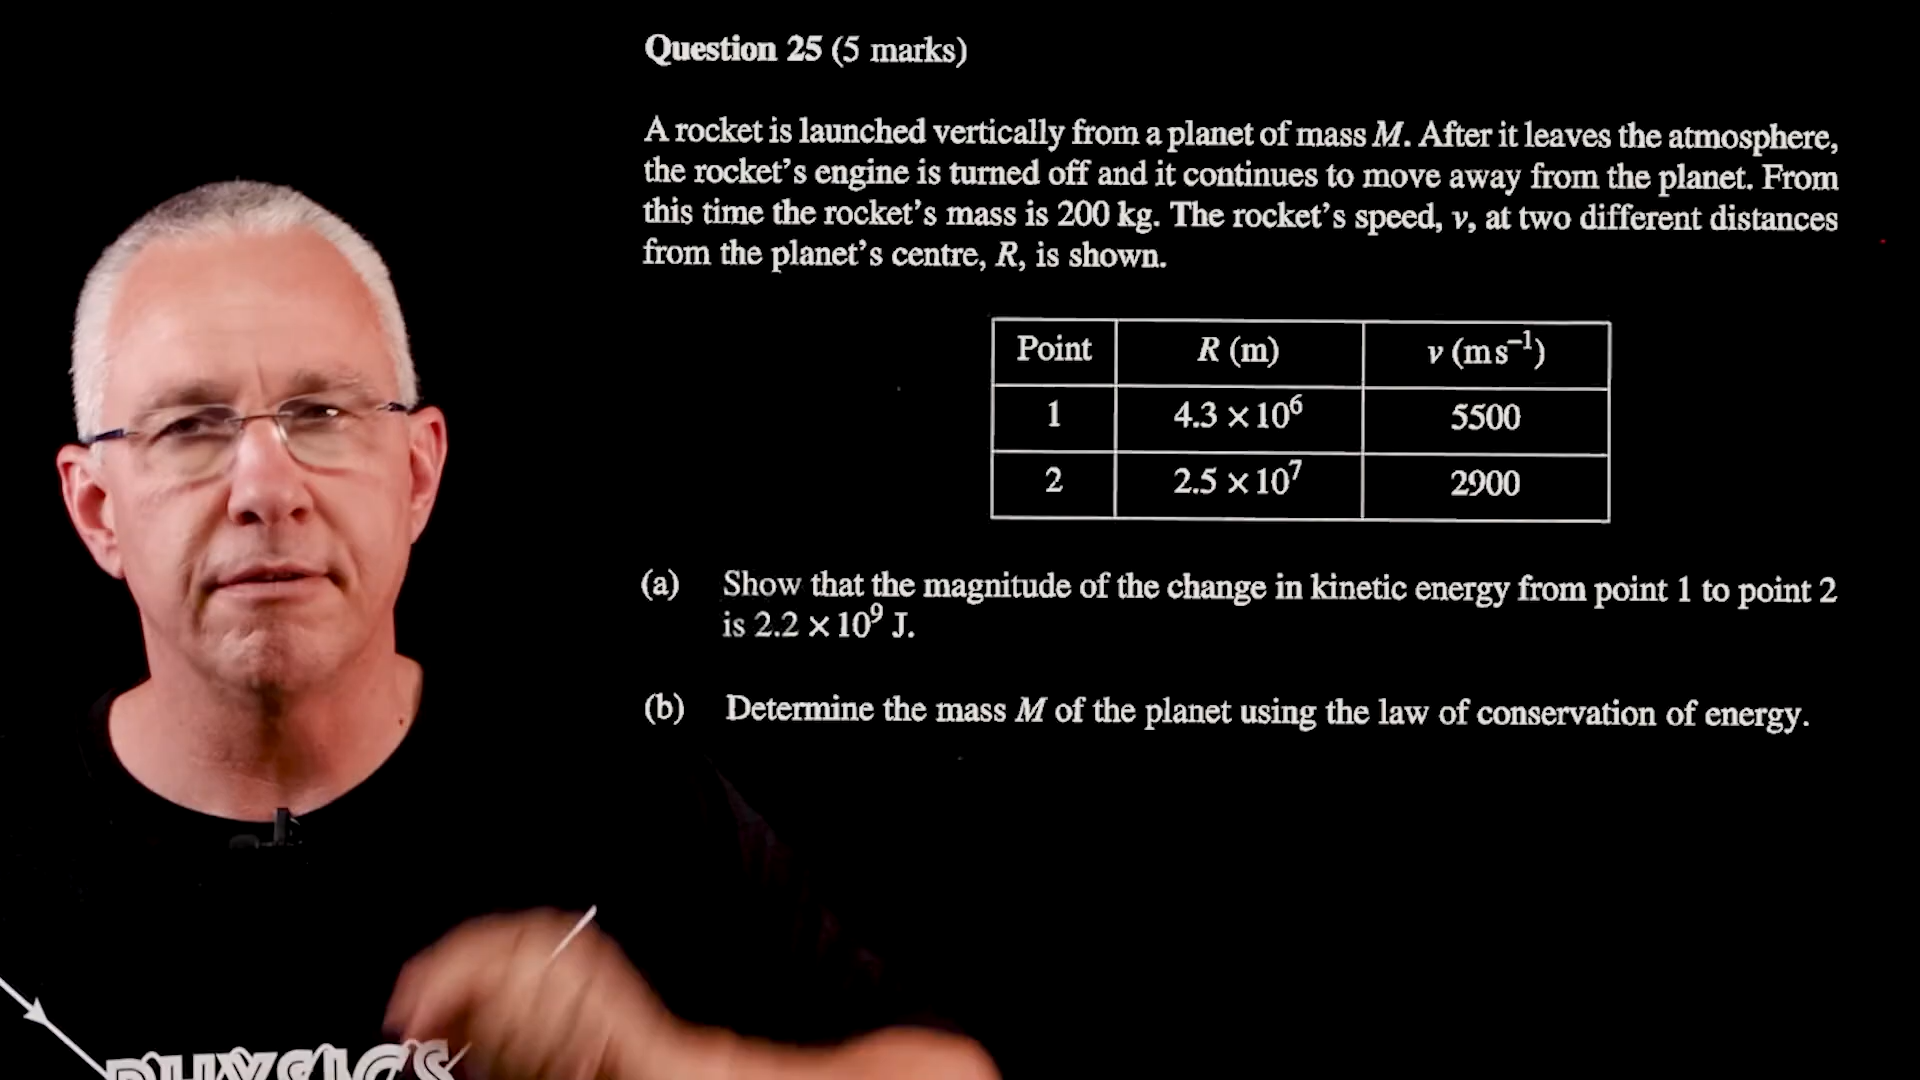 Question 25 (5 marks)
A rocket is launched vertically from a planet of mass M. After it leaves the atmosphere,
the rocket's engine is turned off and it continues to move away from the planet. From
this time the rocket's mass is 200 kg. The rocket's speed, v, at two different distances
from the planet's centre, R, is shown.
Point R (m) v (m s⁻¹)
1 4.3 × 10⁶ 5500
2 2.5 × 10⁷ 2900
(a) Show that the magnitude of the change in kinetic energy from point 1 to point 2
is 2.2 × 10⁹ J.
(b) Determine the mass M of the planet using the law of conservation of energy.
PHYSICS